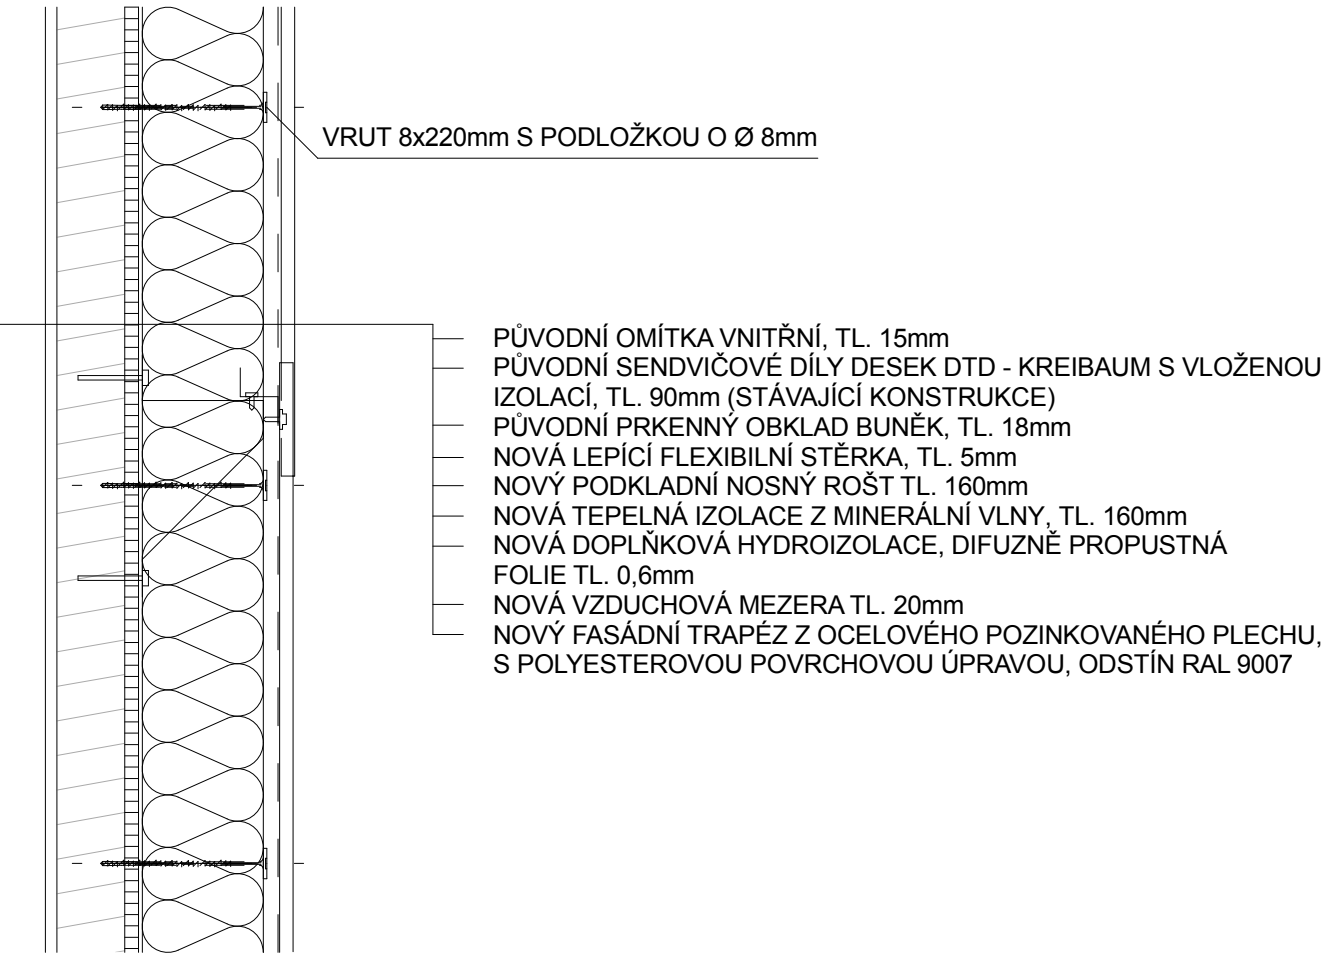 VRUT 8x220mm S PODLOŽKOU O Ø 8mm
PŮVODNÍ OMÍTKA VNITŘNÍ, TL. 15mm
PŮVODNÍ SENDVIČOVÉ DÍLY DESEK DTD - KREIBAUM S VLOŽENOU
IZOLACÍ, TL. 90mm (STÁVAJÍCÍ KONSTRUKCE)
PŮVODNÍ PRKENNÝ OBKLAD BUNĚK, TL. 18mm
NOVÁ LEPÍCÍ FLEXIBILNÍ STĚRKA, TL. 5mm
NOVÝ PODKLADNÍ NOSNÝ ROŠT TL. 160mm
NOVÁ TEPELNÁ IZOLACE Z MINERÁLNÍ VLNY, TL. 160mm
NOVÁ DOPLŇKOVÁ HYDROIZOLACE, DIFUZNĚ PROPUSTNÁ
FOLIE TL. 0,6mm
NOVÁ VZDUCHOVÁ MEZERA TL. 20mm
NOVÝ FASÁDNÍ TRAPÉZ Z OCELOVÉHO POZINKOVANÉHO PLECHU,
S POLYESTEROVOU POVRCHOVOU ÚPRAVOU, ODSTÍN RAL 9007